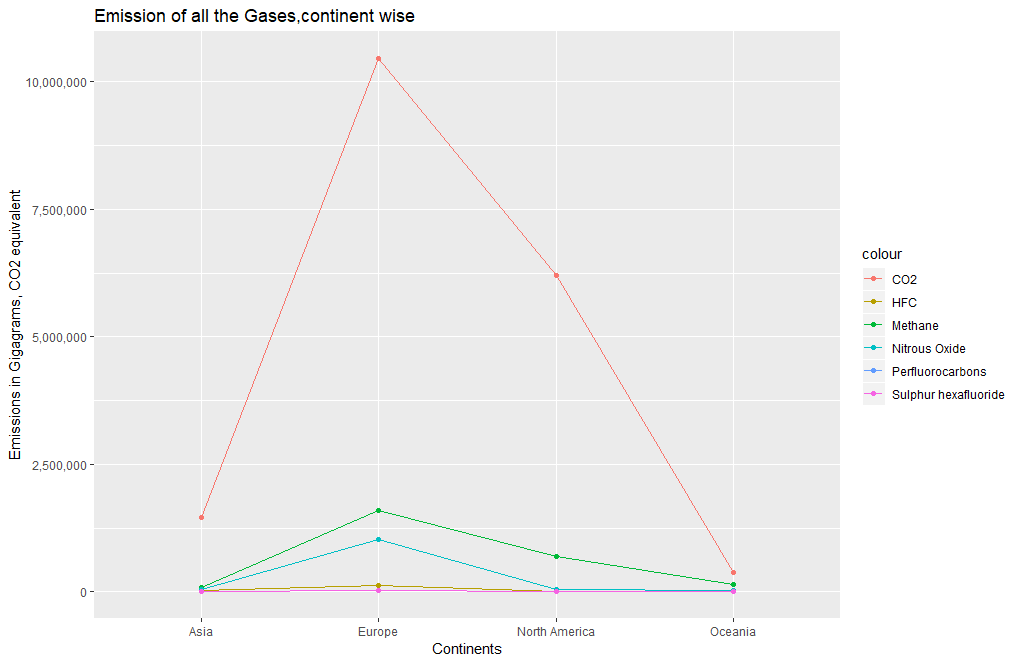 Emission of all the Gases,continent wise
Emissions in Gigagrams, CO2 equivalent
10,000,000
7,500,000
5,000,000
2,500,000
0
Asia
Europe
North America
Oceania
Continents
colour
CO2
HFC
Methane
Nitrous Oxide
Perfluorocarbons
Sulphur hexafluoride